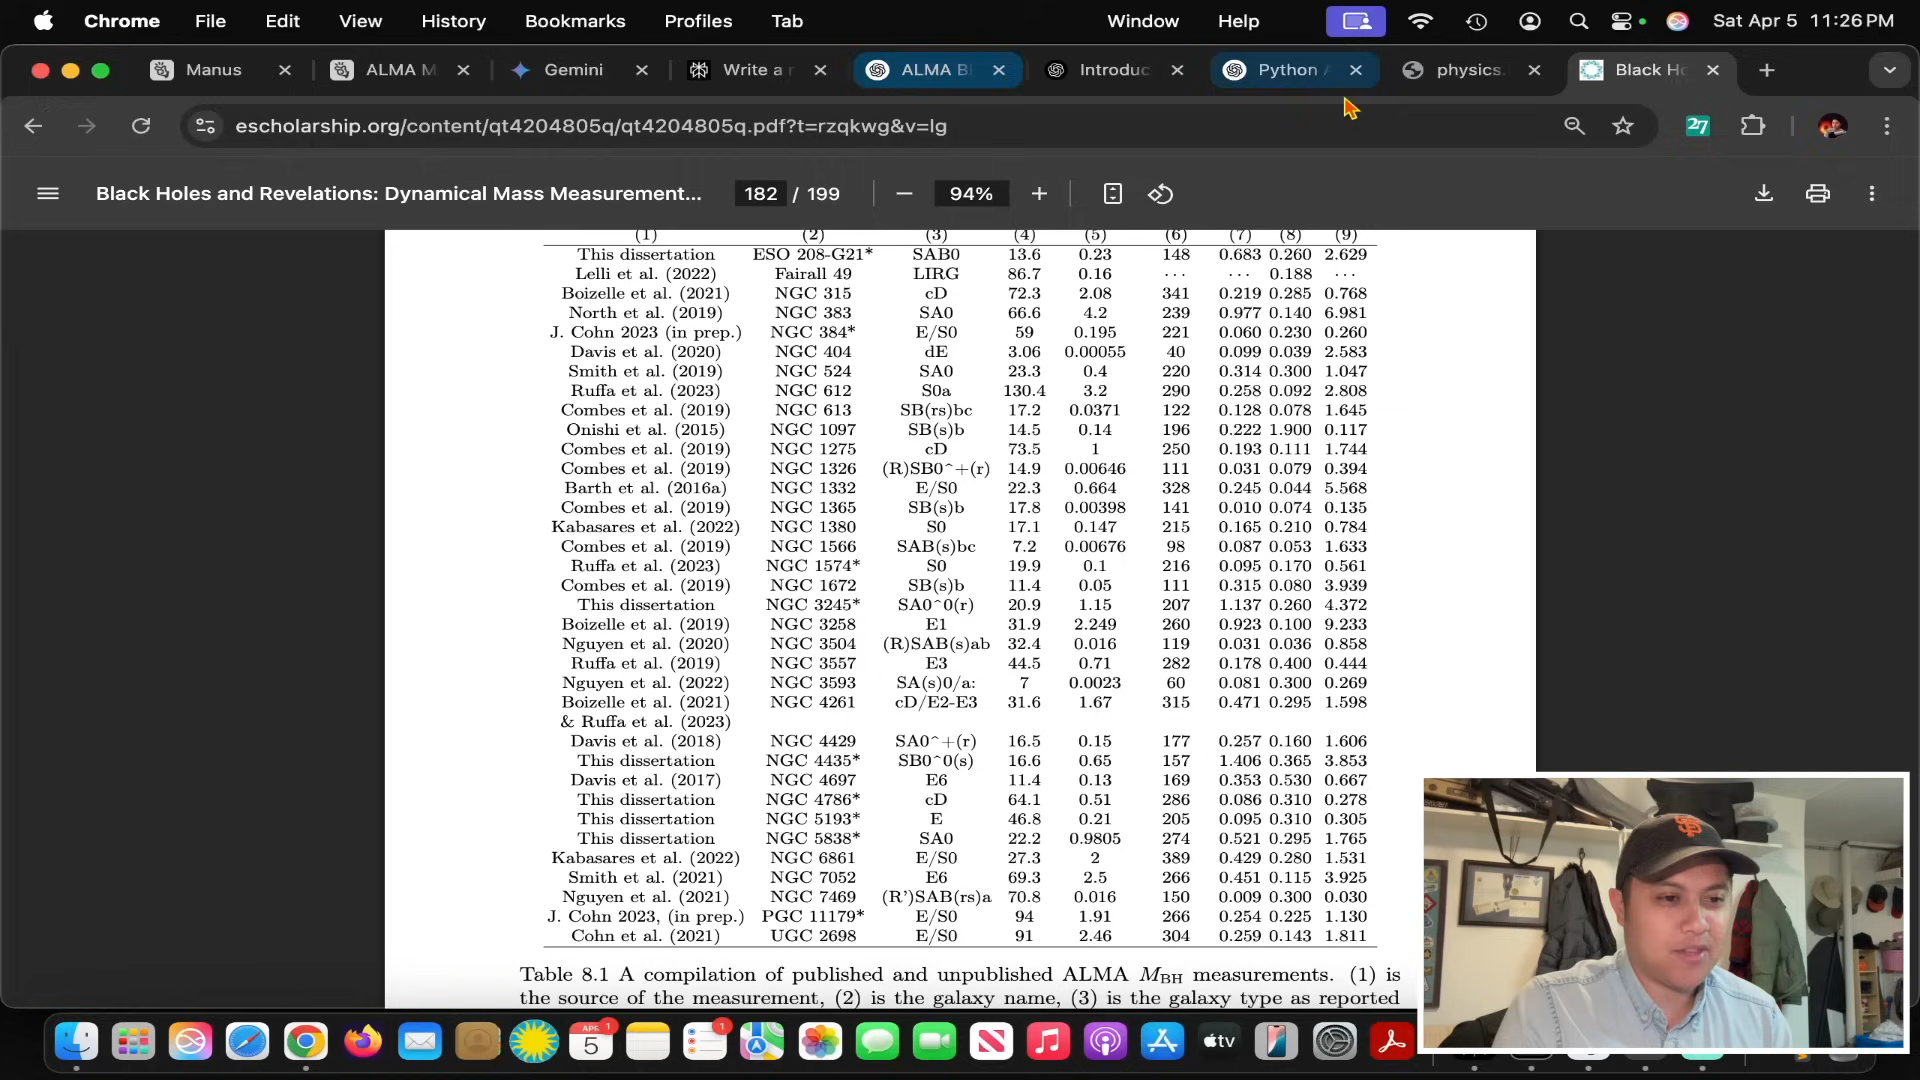 Chrome File Edit View History Bookmarks Profiles Tab Window Help Sat Apr 5 11:26 PM
Manus ALMA M Gemini Write a r ALMA Bl Introduc Python A physics. Black Ho
escholarship.org/content/qt4204805q/qt4204805q.pdf?t=rzqkwg&v=lg 27
Black Holes and Revelations: Dynamical Mass Measurement... 182 / 199 94%
(1) (2) (3) (4) (5) (6) (7) (8) (9)
This dissertation ESO 208-G21* SAB0 13.6 0.23 148 0.683 0.260 2.629
Lelli et al. (2022) Fairall 49 LIRG 86.7 0.16 ... ... 0.188 ...
Boizelle et al. (2021) NGC 315 cD 72.3 2.08 341 0.219 0.285 0.768
North et al. (2019) NGC 383 SA0 66.6 4.2 239 0.977 0.140 6.981
J. Cohn 2023 (in prep.) NGC 384* E/S0 59 0.195 221 0.060 0.230 0.260
Davis et al. (2020) NGC 404 dE 3.06 0.00055 40 0.099 0.039 2.583
Smith et al. (2019) NGC 524 SA0 23.3 0.4 220 0.314 0.300 1.047
Ruffa et al. (2023) NGC 612 S0a 130.4 3.2 290 0.258 0.092 2.808
Combes et al. (2019) NGC 613 SB(rs)bc 17.2 0.0371 122 0.128 0.078 1.645
Onishi et al. (2015) NGC 1097 SB(s)b 14.5 0.14 196 0.222 1.900 0.117
Combes et al. (2019) NGC 1275 cD 73.5 1 250 0.193 0.111 1.744
Combes et al. (2019) NGC 1326 (R)SB0^+(r) 14.9 0.00646 111 0.031 0.079 0.394
Barth et al. (2016a) NGC 1332 E/S0 22.3 0.664 328 0.245 0.044 5.568
Combes et al. (2019) NGC 1365 SB(s)b 17.8 0.00398 141 0.010 0.074 0.135
Kabasares et al. (2022) NGC 1380 S0 17.1 0.147 215 0.165 0.210 0.784
Combes et al. (2019) NGC 1566 SAB(s)bc 7.2 0.00676 98 0.087 0.053 1.633
Ruffa et al. (2023) NGC 1574* S0 19.9 0.1 216 0.095 0.170 0.561
Combes et al. (2019) NGC 1672 SB(s)b 11.4 0.05 111 0.315 0.080 3.939
This dissertation NGC 3245* SA0^0(r) 20.9 1.15 207 1.137 0.260 4.372
Boizelle et al. (2019) NGC 3258 E1 31.9 2.249 260 0.923 0.100 9.233
Nguyen et al. (2020) NGC 3504 (R)SAB(s)ab 32.4 0.016 119 0.031 0.036 0.858
Ruffa et al. (2019) NGC 3557 E3 44.5 0.71 282 0.178 0.400 0.444
Nguyen et al. (2022) NGC 3593 SA(s)0/a: 7 0.0023 60 0.081 0.300 0.269
Boizelle et al. (2021) NGC 4261 cD/E2-E3 31.6 1.67 315 0.471 0.295 1.598
& Ruffa et al. (2023)
Davis et al. (2018) NGC 4429 SA0^+(r) 16.5 0.15 177 0.257 0.160 1.606
This dissertation NGC 4435* SB0^0(s) 16.6 0.65 157 1.406 0.365 3.853
Davis et al. (2017) NGC 4697 E6 11.4 0.13 169 0.353 0.530 0.667
This dissertation NGC 4786* cD 64.1 0.51 286 0.086 0.310 0.278
This dissertation NGC 5193* E 46.8 0.21 205 0.095 0.310 0.305
This dissertation NGC 5838* SA0 22.2 0.9805 274 0.521 0.295 1.765
Kabasares et al. (2022) NGC 6861 E/S0 27.3 2 389 0.429 0.280 1.531
Smith et al. (2021) NGC 7052 E6 69.3 2.5 266 0.451 0.115 3.925
Nguyen et al. (2021) NGC 7469 (R')SAB(rs)a 70.8 0.016 150 0.009 0.300 0.030
J. Cohn 2023, (in prep.) PGC 11179* E/S0 94 1.91 266 0.254 0.225 1.130
Cohn et al. (2021) UGC 2698 E/S0 91 2.46 304 0.259 0.143 1.811
Table 8.1 A compilation of published and unpublished ALMA MBH measurements. (1) is
the source of the measurement, (2) is the galaxy name, (3) is the galaxy type as reported
SF
APR 1
5
1
tv